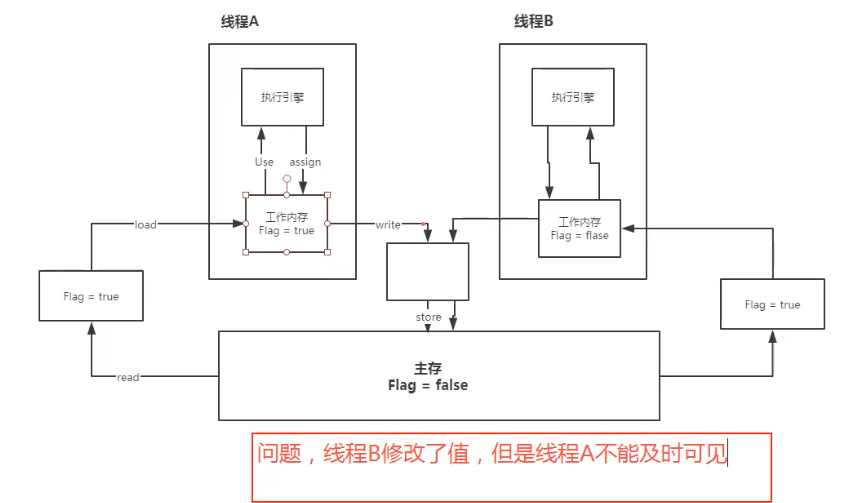 线程A
线程B
执行引擎
执行引擎
Use
assign
工作内存
Flag = true
工作内存
Flag = flase
load
write
Flag = true
Flag = true
store
主存
Flag = false
read
问题，线程B修改了值，但是线程A不能及时可见